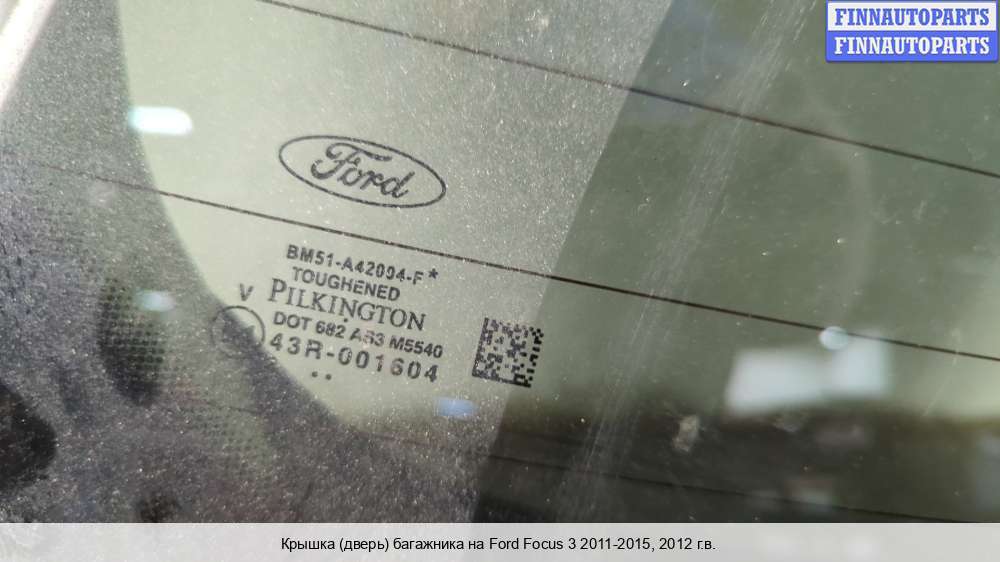 FINNAUTOPARTS
FINNAUTOPARTS
Ford
BM51-A42004-F*
TOUGHENED
V PILKINGTON
DOT 682 AS3 M5540
43R-001604
Крышка (дверь) багажника на Ford Focus 3 2011-2015, 2012 г.в.